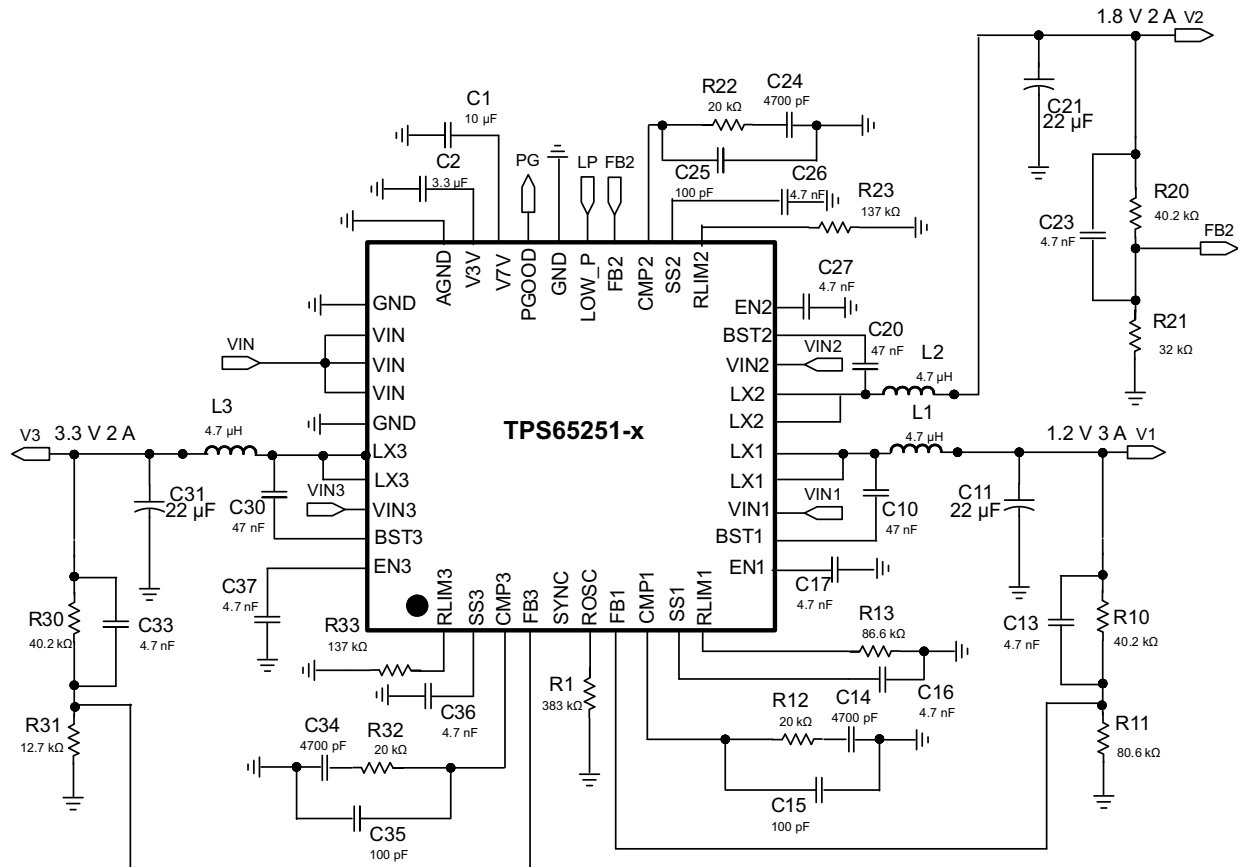 1.8 V 2 A V2
C1
10 µF
R22
20 kΩ
C24
4700 pF
C21
22 µF
C2
3.3 µF
PG
LP
FB2
C25
100 pF
C26
4.7 nF
R23
137 kΩ
R20
40.2 kΩ
C23
4.7 nF
FB2
AGND
V3V
V7V
PGOOD
GND
LOW_P
FB2
CMP2
SS2
RLIM2
C27
4.7 nF
R21
32 kΩ
GND
VIN
VIN
VIN
VIN
GND
LX3
LX3
VIN3
BST3
EN3
EN2
BST2
VIN2
LX2
LX2
LX1
LX1
VIN1
BST1
EN1
C20
47 nF
VIN2
L2
4.7 µH
TPS65251-x
L1
4.7 µH
L3
4.7 µH
V3 3.3 V 2 A
1.2 V 3 A V1
C31
22 µF
C30
47 nF
VIN3
VIN1
C10
47 nF
C11
22 µF
C37
4.7 nF
C17
4.7 nF
RLIM3
SS3
CMP3
FB3
SYNC
ROSC
FB1
CMP1
SS1
RLIM1
R30
40.2 kΩ
C33
4.7 nF
R33
137 kΩ
R13
86.6 kΩ
C13
4.7 nF
R10
40.2 kΩ
C36
4.7 nF
R1
383 kΩ
C16
4.7 nF
R31
12.7 kΩ
C34
4700 pF
R32
20 kΩ
R12
20 kΩ
C14
4700 pF
R11
80.6 kΩ
C35
100 pF
C15
100 pF